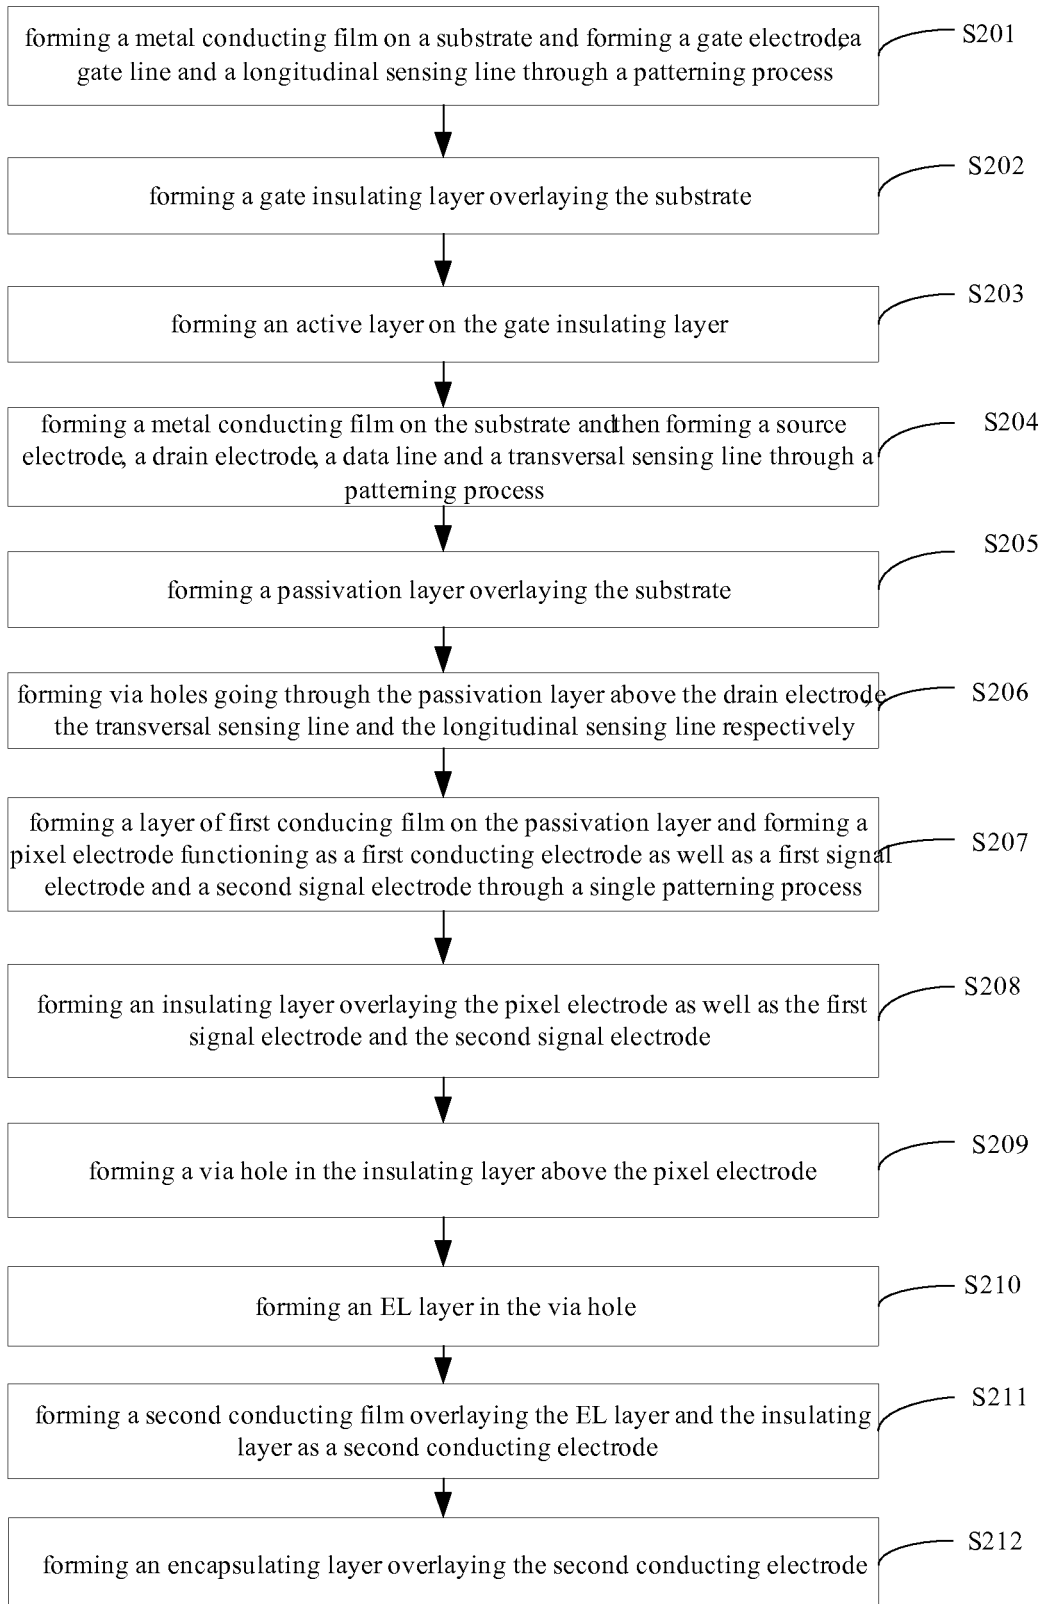 forming a metal conducting film on a substrate and forming a gate electrode, a
gate line and a longitudinal sensing line through a patterning process
S201
forming a gate insulating layer overlaying the substrate
S202
forming an active layer on the gate insulating layer
S203
forming a metal conducting film on the substrate and then forming a source
electrode, a drain electrode, a data line and a transversal sensing line through a
patterning process
S204
forming a passivation layer overlaying the substrate
S205
forming via holes going through the passivation layer above the drain electrode,
the transversal sensing line and the longitudinal sensing line respectively
S206
forming a layer of first conducing film on the passivation layer and forming a
pixel electrode functioning as a first conducting electrode as well as a first signal
electrode and a second signal electrode through a single patterning process
S207
forming an insulating layer overlaying the pixel electrode as well as the first
signal electrode and the second signal electrode
S208
forming a via hole in the insulating layer above the pixel electrode
S209
forming an EL layer in the via hole
S210
forming a second conducting film overlaying the EL layer and the insulating
layer as a second conducting electrode
S211
forming an encapsulating layer overlaying the second conducting electrode
S212